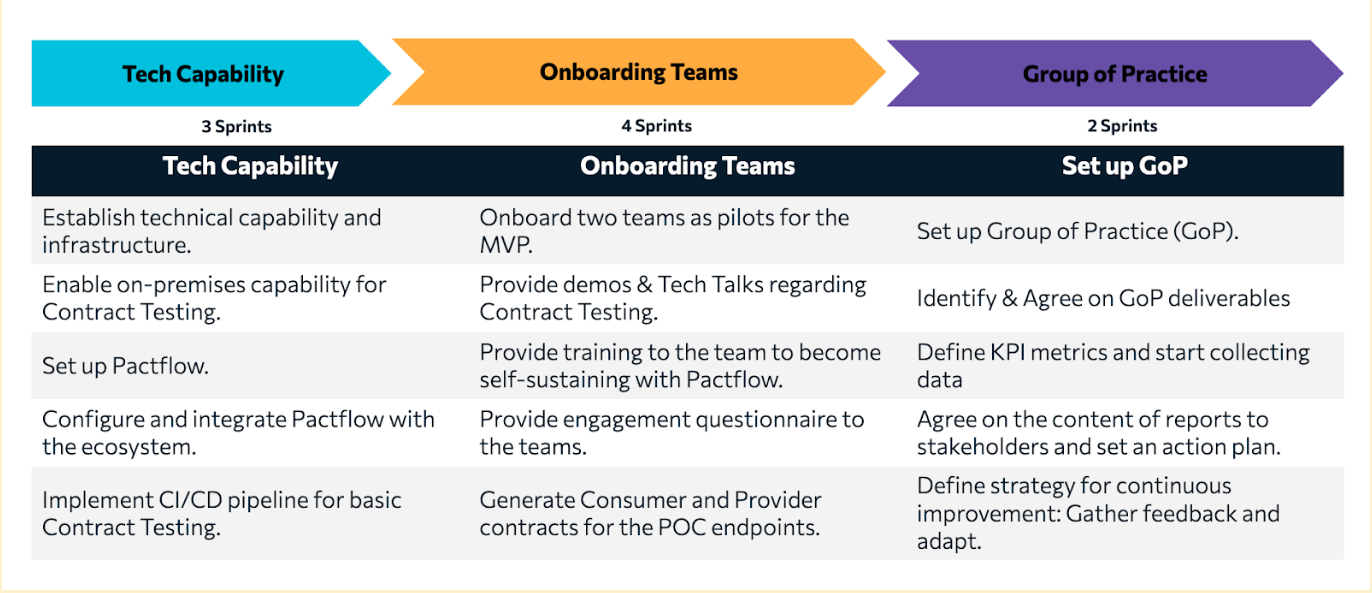 Tech Capability
Onboarding Teams
Group of Practice
3 Sprints
4 Sprints
2 Sprints
Tech Capability
Onboarding Teams
Set up GoP
Establish technical capability and
infrastructure.
Onboard two teams as pilots for the
MVP.
Set up Group of Practice (GoP).
Enable on-premises capability for
Contract Testing.
Provide demos & Tech Talks regarding
Contract Testing.
Identify & Agree on GoP deliverables
Set up Pactflow.
Provide training to the team to become
self-sustaining with Pactflow.
Define KPI metrics and start collecting
data
Configure and integrate Pactflow with
the ecosystem.
Provide engagement questionnaire to
the teams.
Agree on the content of reports to
stakeholders and set an action plan.
Implement CI/CD pipeline for basic
Contract Testing.
Generate Consumer and Provider
contracts for the POC endpoints.
Define strategy for continuous
improvement: Gather feedback and
adapt.